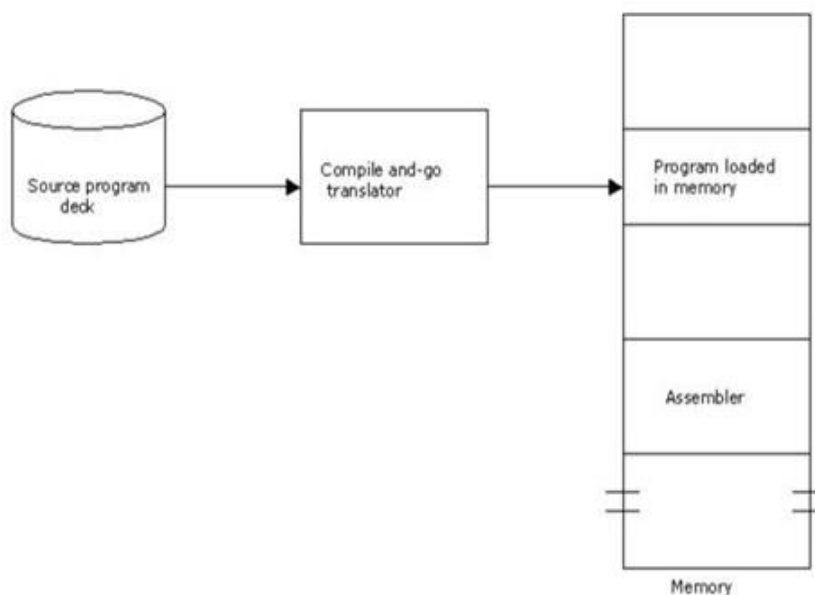 Source program
deck
Compile and-go
translator
Program loaded
in memory
Assembler
Memory